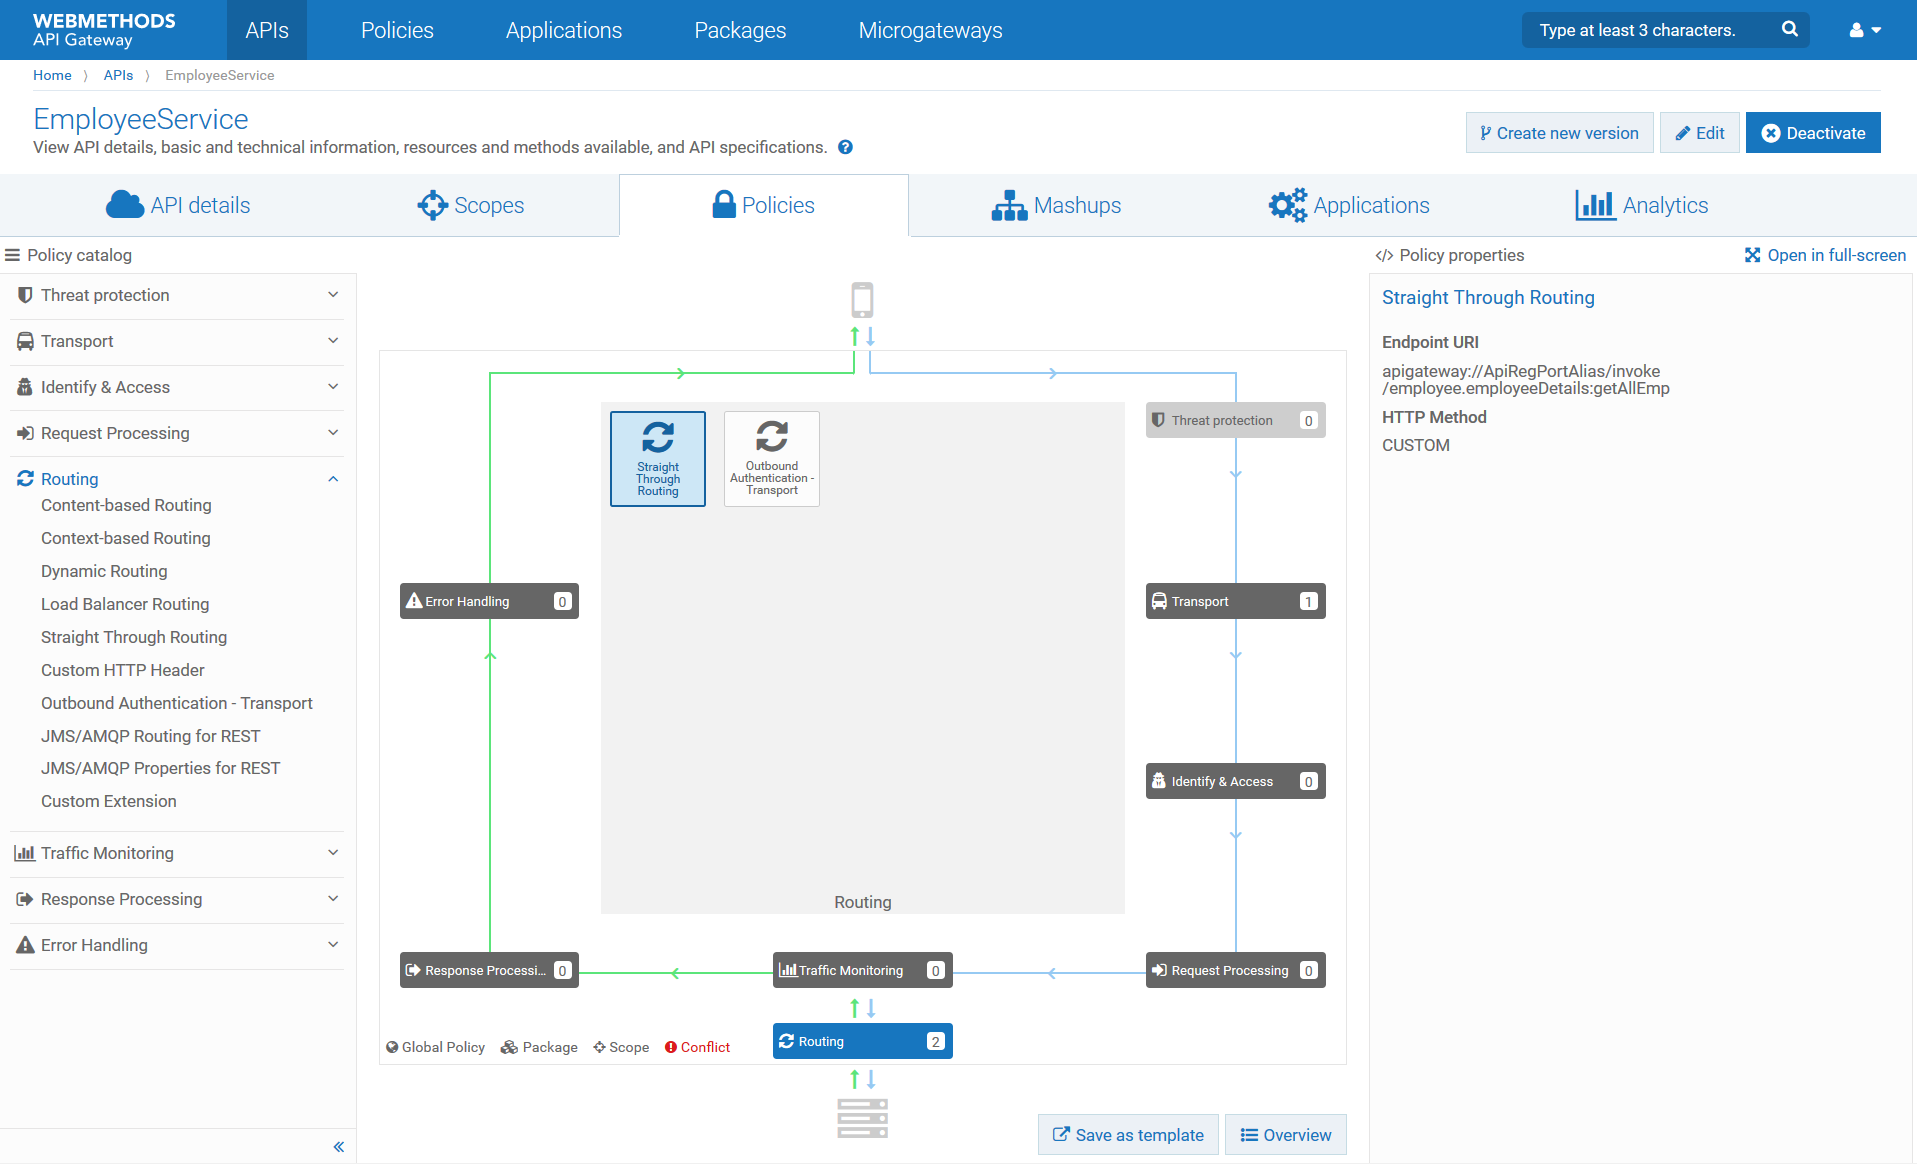 WEBMETHODS
API Gateway
APIs
Policies
Applications
Packages
Microgateways
Type at least 3 characters.
Home
APIs
EmployeeService
EmployeeService
View API details, basic and technical information, resources and methods available, and API specifications.
Create new version
Edit
Deactivate
API details
Scopes
Policies
Mashups
Applications
Analytics
Policy catalog
Threat protection
Transport
Identify & Access
Request Processing
Routing
Content-based Routing
Context-based Routing
Dynamic Routing
Load Balancer Routing
Straight Through Routing
Custom HTTP Header
Outbound Authentication - Transport
JMS/AMQP Routing for REST
JMS/AMQP Properties for REST
Custom Extension
Traffic Monitoring
Response Processing
Error Handling
Straight
Through
Routing
Outbound
Authentication -
Transport
Threat protection 0
Error Handling 0
Transport 1
Identify & Access 0
Routing
Response Processi... 0
Traffic Monitoring 0
Request Processing 0
Routing 2
Global Policy
Package
Scope
Conflict
Save as template
Overview
</> Policy properties
Open in full-screen
Straight Through Routing
Endpoint URI
apigateway://ApiRegPortAlias/invoke
/employee.employeeDetails:getAllEmp
HTTP Method
CUSTOM